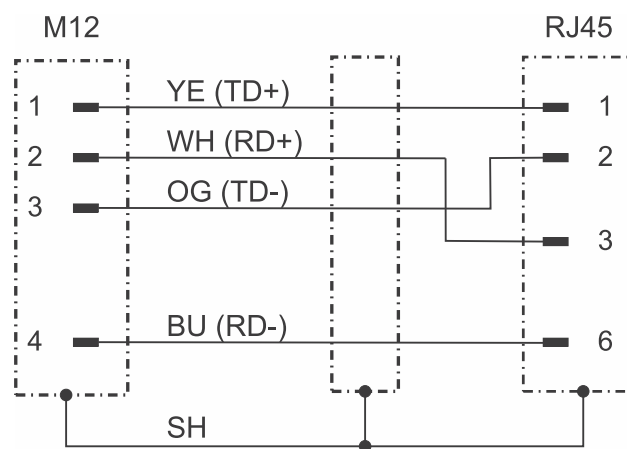 M12 RJ45
1 YE (TD+) 1
2 WH (RD+) 2
3 OG (TD-)
3
4 BU (RD-) 6
SH